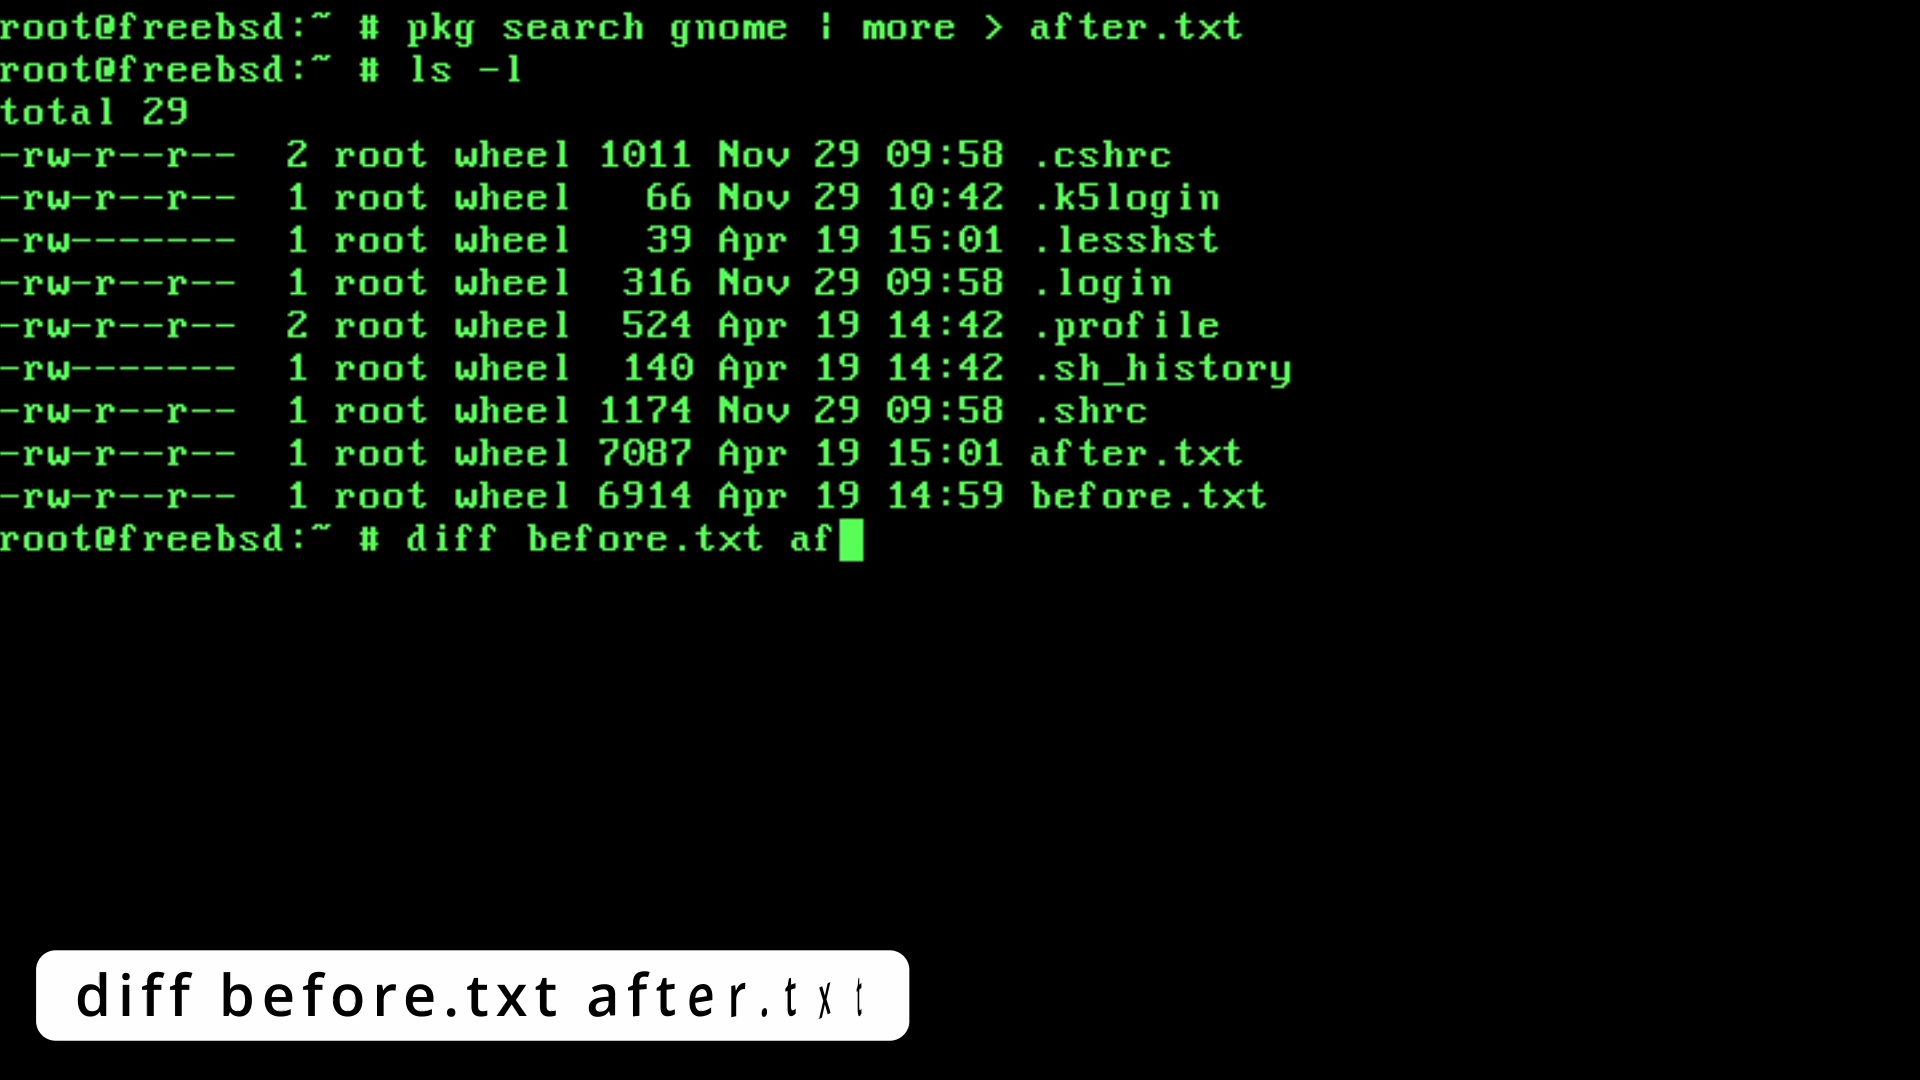 root@freebsd:~ # pkg search gnome | more > after.txt
root@freebsd:~ # ls -l
total 29
-rw-r--r--  2 root wheel 1011 Nov 29 09:58 .cshrc
-rw-r--r--  1 root wheel   66 Nov 29 10:42 .k5login
-rw-------  1 root wheel   39 Apr 19 15:01 .lesshst
-rw-r--r--  1 root wheel  316 Nov 29 09:58 .login
-rw-r--r--  2 root wheel  524 Apr 19 14:42 .profile
-rw-------  1 root wheel  140 Apr 19 14:42 .sh_history
-rw-r--r--  1 root wheel 1174 Nov 29 09:58 .shrc
-rw-r--r--  1 root wheel 7087 Apr 19 15:01 after.txt
-rw-r--r--  1 root wheel 6914 Apr 19 14:59 before.txt
root@freebsd:~ # diff before.txt af
diff before.txt after.txt